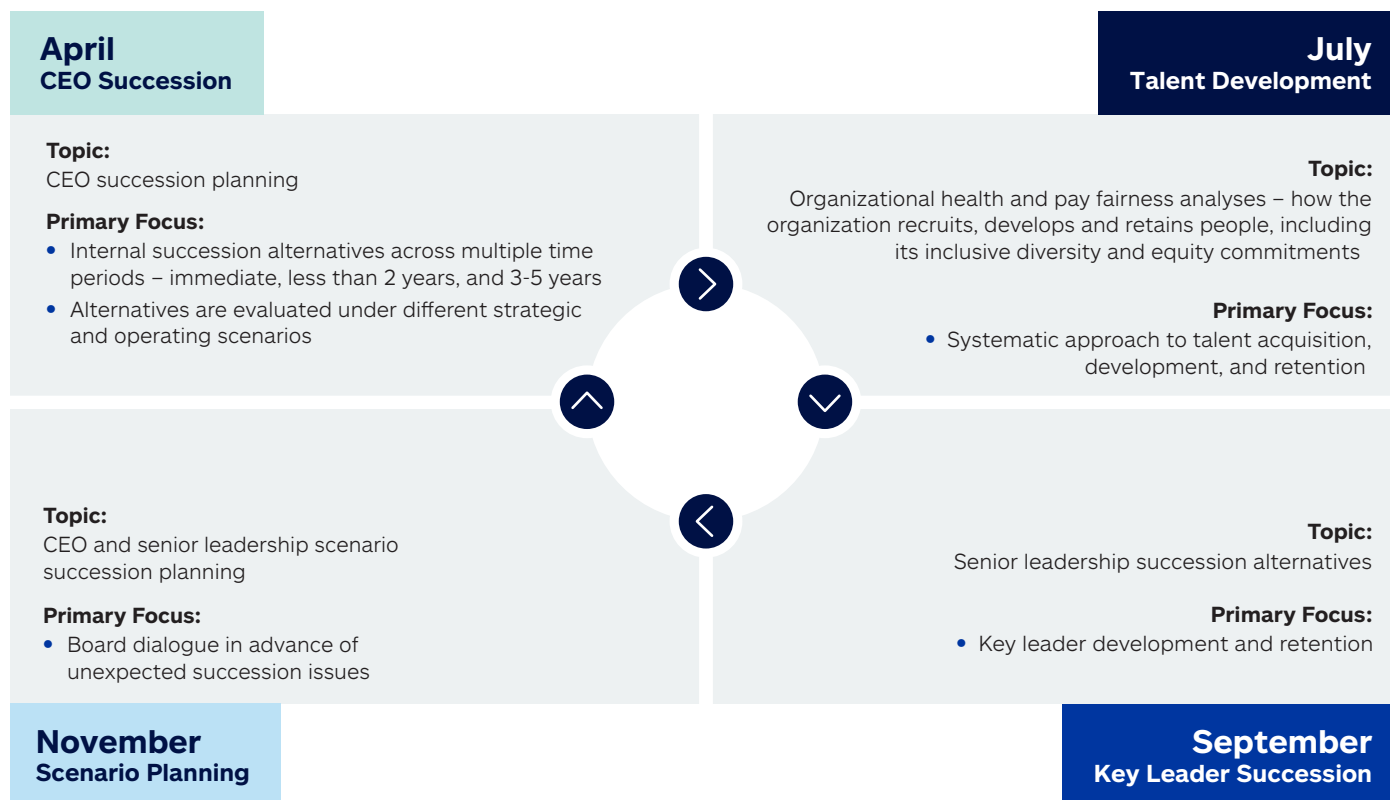 April
CEO Succession
Topic:
CEO succession planning
Primary Focus:
• Internal succession alternatives across multiple time
periods – immediate, less than 2 years, and 3-5 years
• Alternatives are evaluated under different strategic
and operating scenarios
July
Talent Development
Topic:
Organizational health and pay fairness analyses – how the
organization recruits, develops and retains people, including
its inclusive diversity and equity commitments
Primary Focus:
• Systematic approach to talent acquisition,
development, and retention
Topic:
Senior leadership succession alternatives
Primary Focus:
• Key leader development and retention
September
Key Leader Succession
Topic:
CEO and senior leadership scenario
succession planning
Primary Focus:
• Board dialogue in advance of
unexpected succession issues
November
Scenario Planning